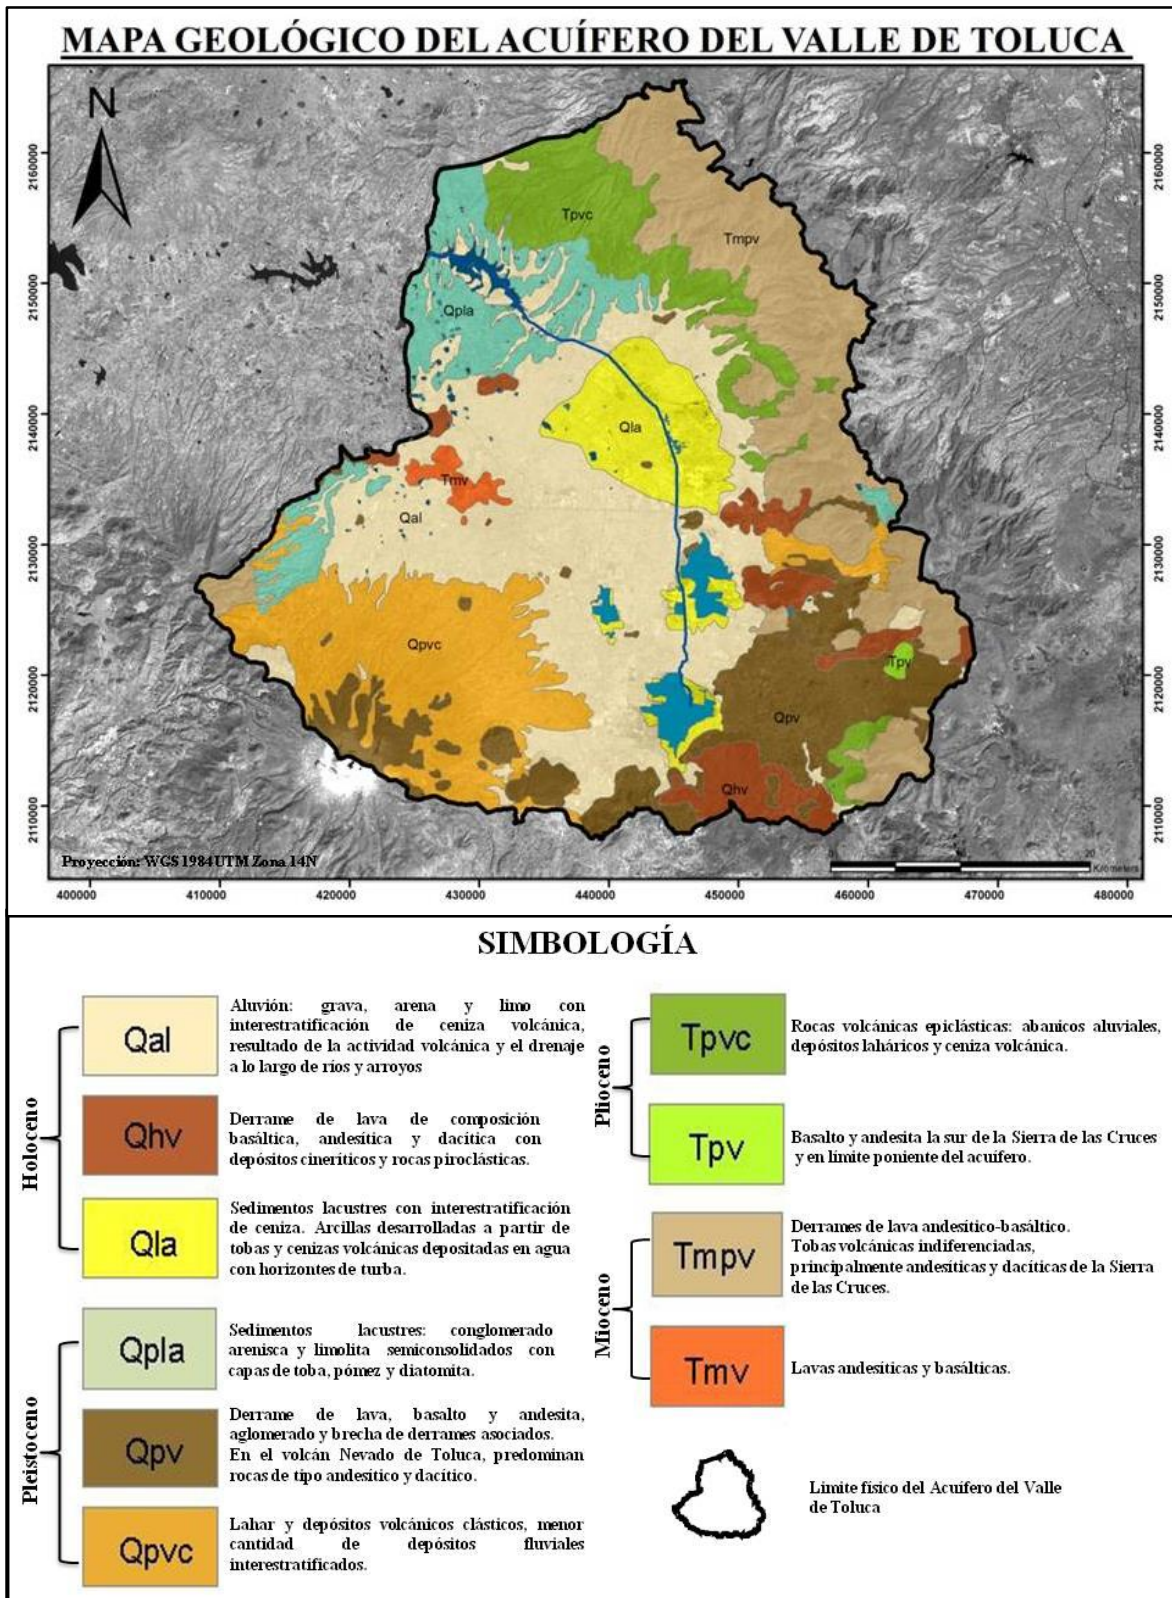 MAPA GEOLÓGICO DEL ACUÍFERO DEL VALLE DE TOLUCA
N
2160000
2150000
2140000
2130000
2120000
2110000
2160000
2150000
2140000
2130000
2120000
2110000
Tpvc
Tmpv
Qpla
Qla
Tmv
Qal
Qpvc
Tpv
Qpv
Qhv
Proyección: WGS 1984 UTM Zona 14N
0
20
Kilometers
400000 410000 420000 430000 440000 450000 460000 470000 480000
SIMBOLOGÍA
Holoceno
Qal
Aluvión: grava, arena y limo con
interestratificación de ceniza volcánica,
resultado de la actividad volcánica y el drenaje
a lo largo de ríos y arroyos
Qhv
Derrame de lava de composición
basáltica, andesítica y dacítica con
depósitos cineríticos y rocas piroclásticas.
Qla
Sedimentos lacustres con interestratificación
de ceniza. Arcillas desarrolladas a partir de
tobas y cenizas volcánicas depositadas en agua
con horizontes de turba.
Pleistoceno
Qpla
Sedimentos lacustres: conglomerado
arenisca y limolita semiconsolidados con
capas de toba, pómez y diatomita.
Qpv
Derrame de lava, basalto y andesita,
aglomerado y brecha de derrames asociados.
En el volcán Nevado de Toluca, predominan
rocas de tipo andesítico y dacítico.
Qpvc
Lahar y depósitos volcánicos clásticos, menor
cantidad de depósitos fluviales
interestratificados.
Plioceno
Tpvc
Rocas volcánicas epiclásticas: abanicos aluviales,
depósitos laháricos y ceniza volcánica.
Tpv
Basalto y andesita la sur de la Sierra de las Cruces
y en límite poniente del acuífero.
Mioceno
Tmpv
Derrames de lava andesítico-basáltico.
Tobas volcánicas indiferenciadas,
principalmente andesíticas y dacíticas de la Sierra
de las Cruces.
Tmv
Lavas andesíticas y basálticas.
Límite físico del Acuífero del Valle
de Toluca